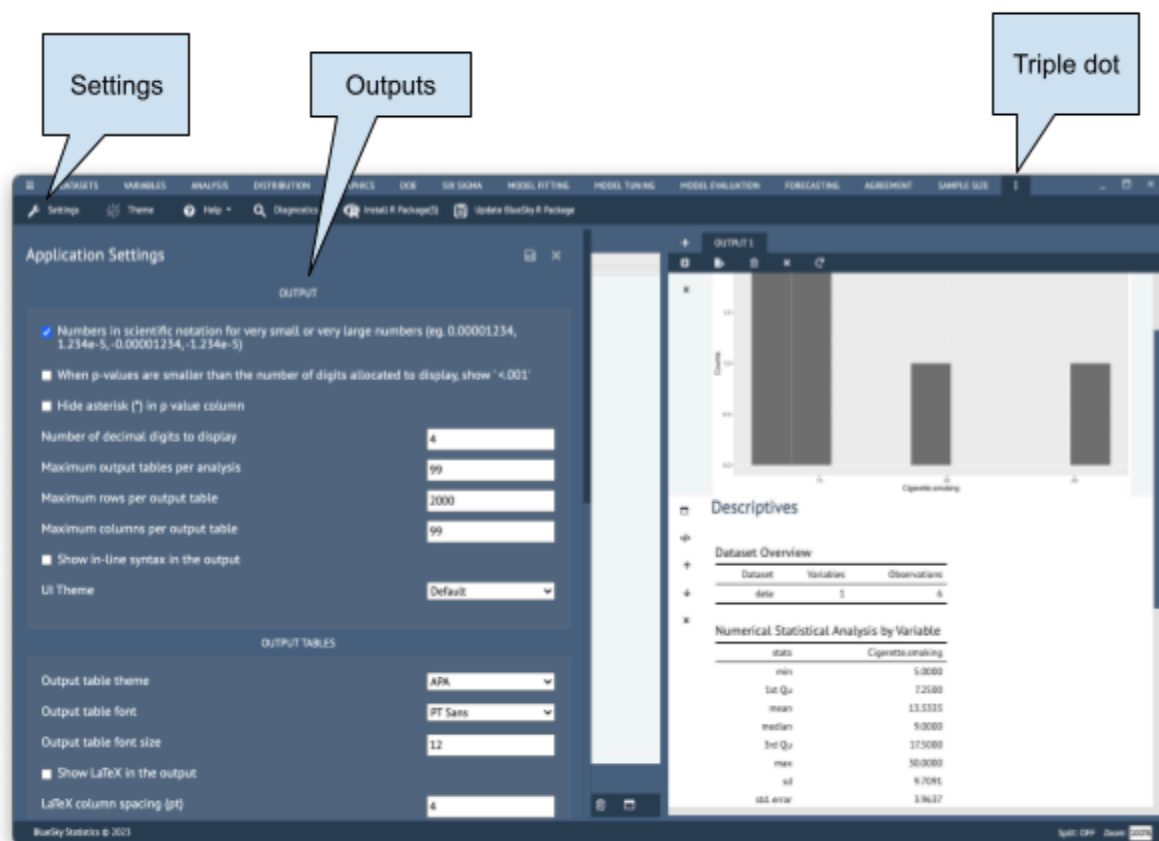 Settings
Outputs
Triple dot
DATASETS VARIABLES ANALYSIS DISTRIBUTION DOE SIX SIGMA MODEL FITTING MODEL TUNING MODEL EVALUATION FORECASTING AGREEMENT SAMPLE SIZE
Settings Theme Help Diagnostics Install R Package(S) Update BlueSky R Package
Application Settings
OUTPUT
Numbers in scientific notation for very small or very large numbers (eg. 0.00001234,
1.234e-5, -0.00001234, -1.234e-5)
When p-values are smaller than the number of digits allocated to display, show '<.001'
Hide asterisk (*) in p value column
Number of decimal digits to display 4
Maximum output tables per analysis 99
Maximum rows per output table 2000
Maximum columns per output table 99
Show in-line syntax in the output
UI Theme Default
OUTPUT TABLES
Output table theme APA
Output table font PT Sans
Output table font size 12
Show LaTeX in the output
LaTeX column spacing (pt) 4
OUTPUT 1
Counts
Cigerette.smoking
Descriptives
Dataset Overview
Dataset Variables Observations
data 1 6
Numerical Statistical Analysis by Variable
stats Cigerette.smoking
min 5.0000
1st Qu 7.2500
mean 13.3333
median 9.0000
3rd Qu 17.5000
max 30.0000
sd 9.7091
std. error 3.9637
BlueSky Statistics © 2023
Split: OFF Zoom: 100%